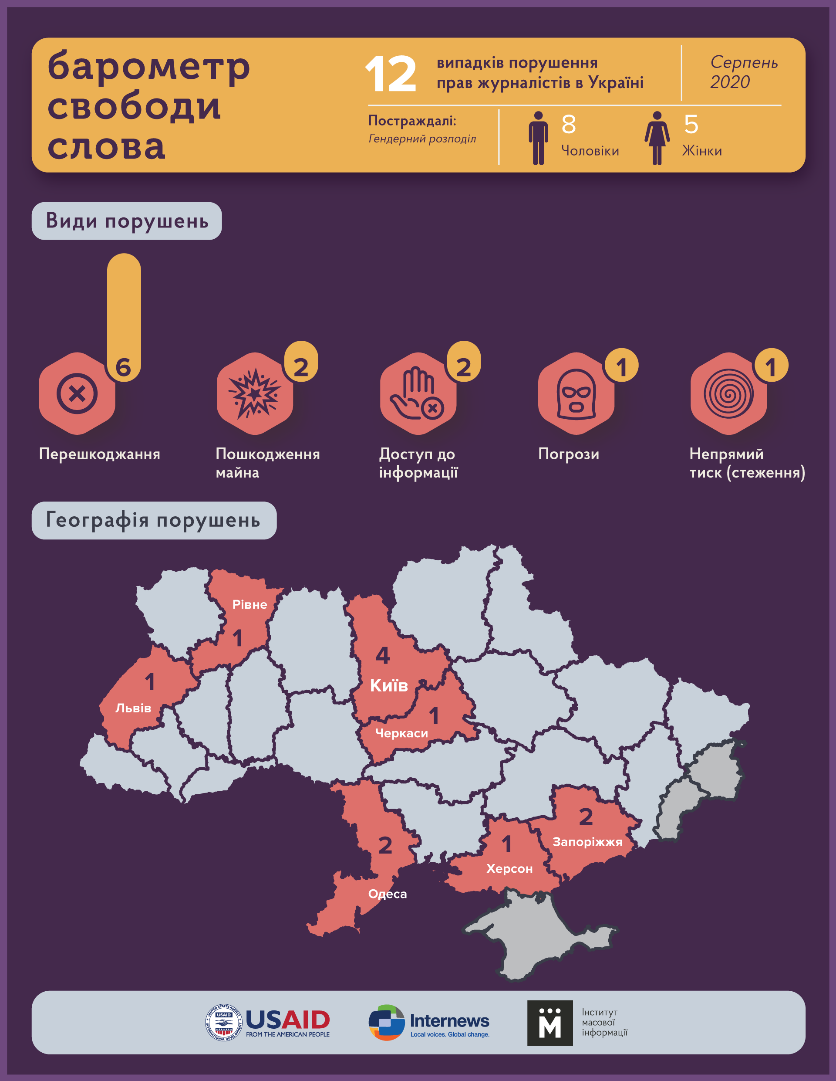 барометр
свободи
слова
12
випадків порушення
прав журналістів в Україні
Серпень
2020
Постраждалі:
Гендерний розподіл
8
Чоловіки
5
Жінки
Види порушень
6
Перешкоджання
2
Пошкодження
майна
2
Доступ до
інформації
1
Погрози
1
Непрямий
тиск (стеження)
Географія порушень
Рівне
1
1
Львів
4
Київ
1
Черкаси
2
Одеса
1
Херсон
2
Запоріжжя
USAID
FROM THE AMERICAN PEOPLE
Internews
Local voices. Global change.
М
Інститут
масової
інформації